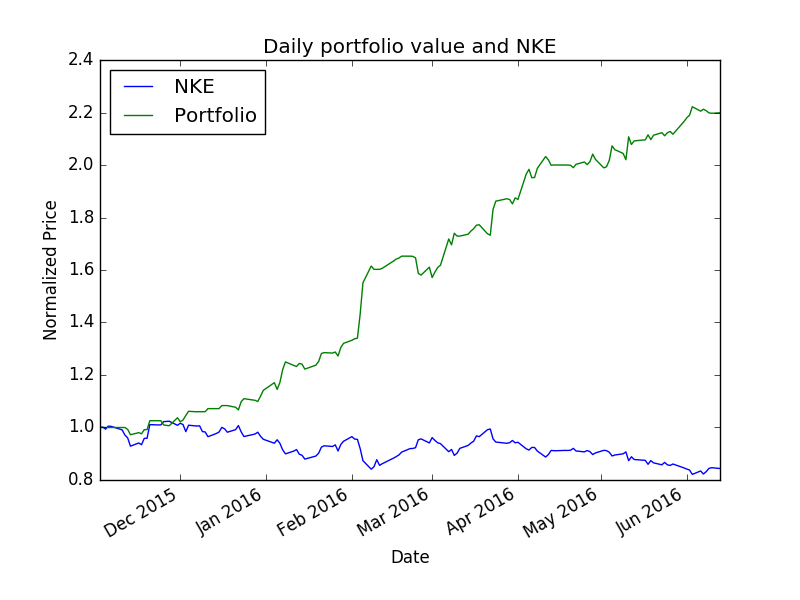 Daily portfolio value and NKE
2.4
2.2
2.0
1.8
1.6
1.4
1.2
1.0
0.8
NKE
Portfolio
Normalized Price
Dec 2015
Jan 2016
Feb 2016
Mar 2016
Apr 2016
May 2016
Jun 2016
Date